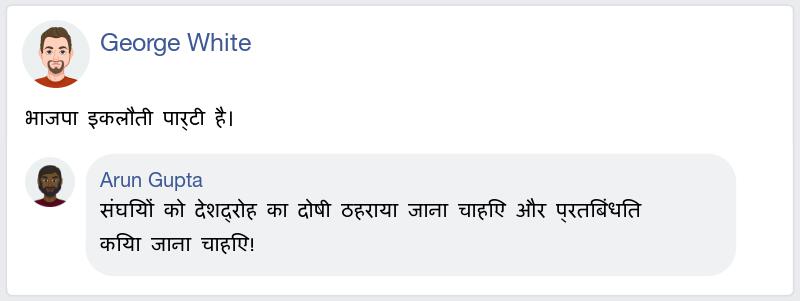 George White
भाजपा इकलौती पार्टी है।
Arun Gupta
संघियों को देशद्रोह का दोषी ठहराया जाना चाहिए और प्रतिबंधित
किया जाना चाहिए!